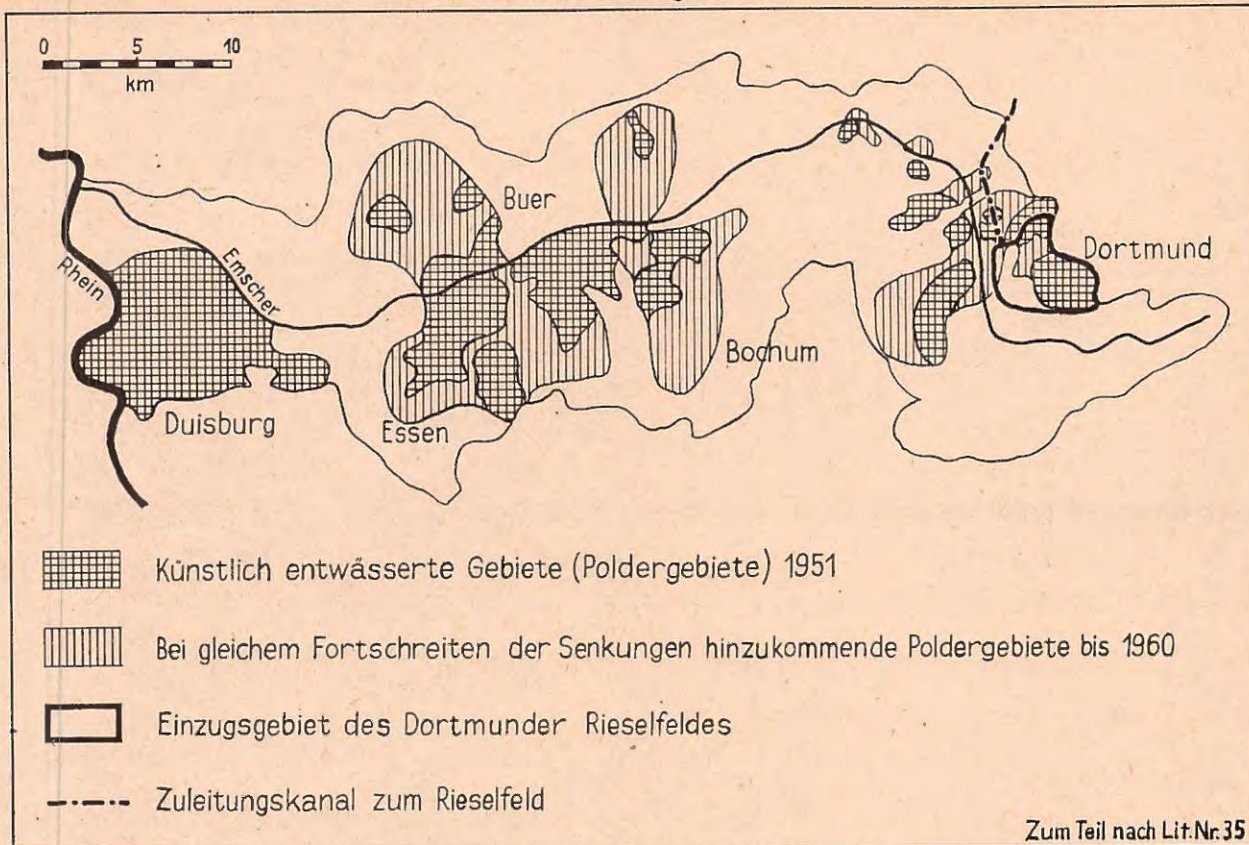 0 5 10
km
Buer
Dortmund
Rhein
Emscher
Bochum
Duisburg
Essen
Künstlich entwässerte Gebiete (Poldergebiete) 1951
Bei gleichem Fortschreiten der Senkungen hinzukommende Poldergebiete bis 1960
Einzugsgebiet des Dortmunder Rieselfeldes
Zuleitungskanal zum Rieselfeld
Zum Teil nach Lit.Nr.35